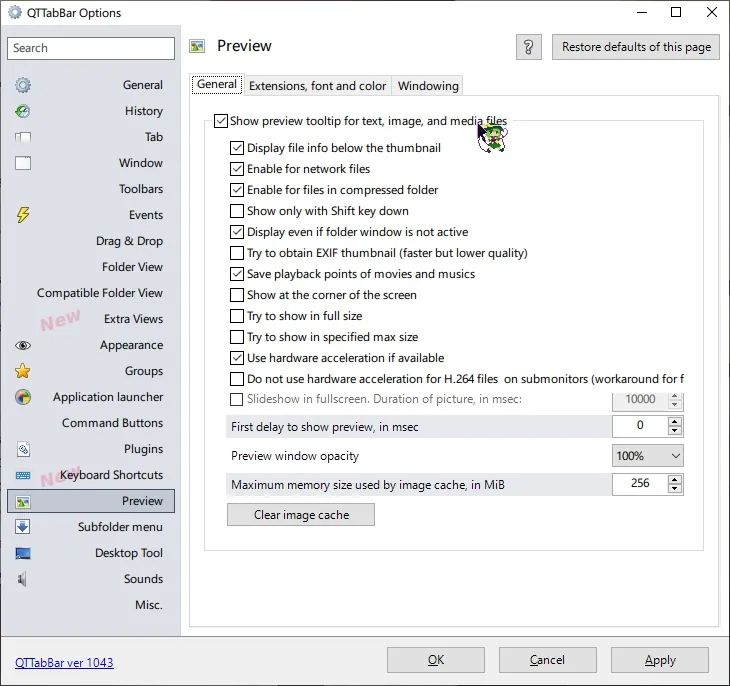 QTTabBar Options
Search
General
History
Tab
Window
Toolbars
Events
Drag & Drop
Folder View
Compatible Folder View
New
Extra Views
Appearance
Groups
Application launcher
Command Buttons
Plugins
New
Keyboard Shortcuts
Preview
Subfolder menu
Desktop Tool
Sounds
Misc.
QTTabBar ver 1043
Preview
?
Restore defaults of this page
General
Extensions, font and color
Windowing
Show preview tooltip for text, image, and media files
Display file info below the thumbnail
Enable for network files
Enable for files in compressed folder
Show only with Shift key down
Display even if folder window is not active
Try to obtain EXIF thumbnail (faster but lower quality)
Save playback points of movies and musics
Show at the corner of the screen
Try to show in full size
Try to show in specified max size
Use hardware acceleration if available
Do not use hardware acceleration for H.264 files on submonitors (workaround for f
Slideshow in fullscreen. Duration of picture, in msec: 10000
First delay to show preview, in msec 0
Preview window opacity 100%
Maximum memory size used by image cache, in MiB 256
Clear image cache
OK
Cancel
Apply